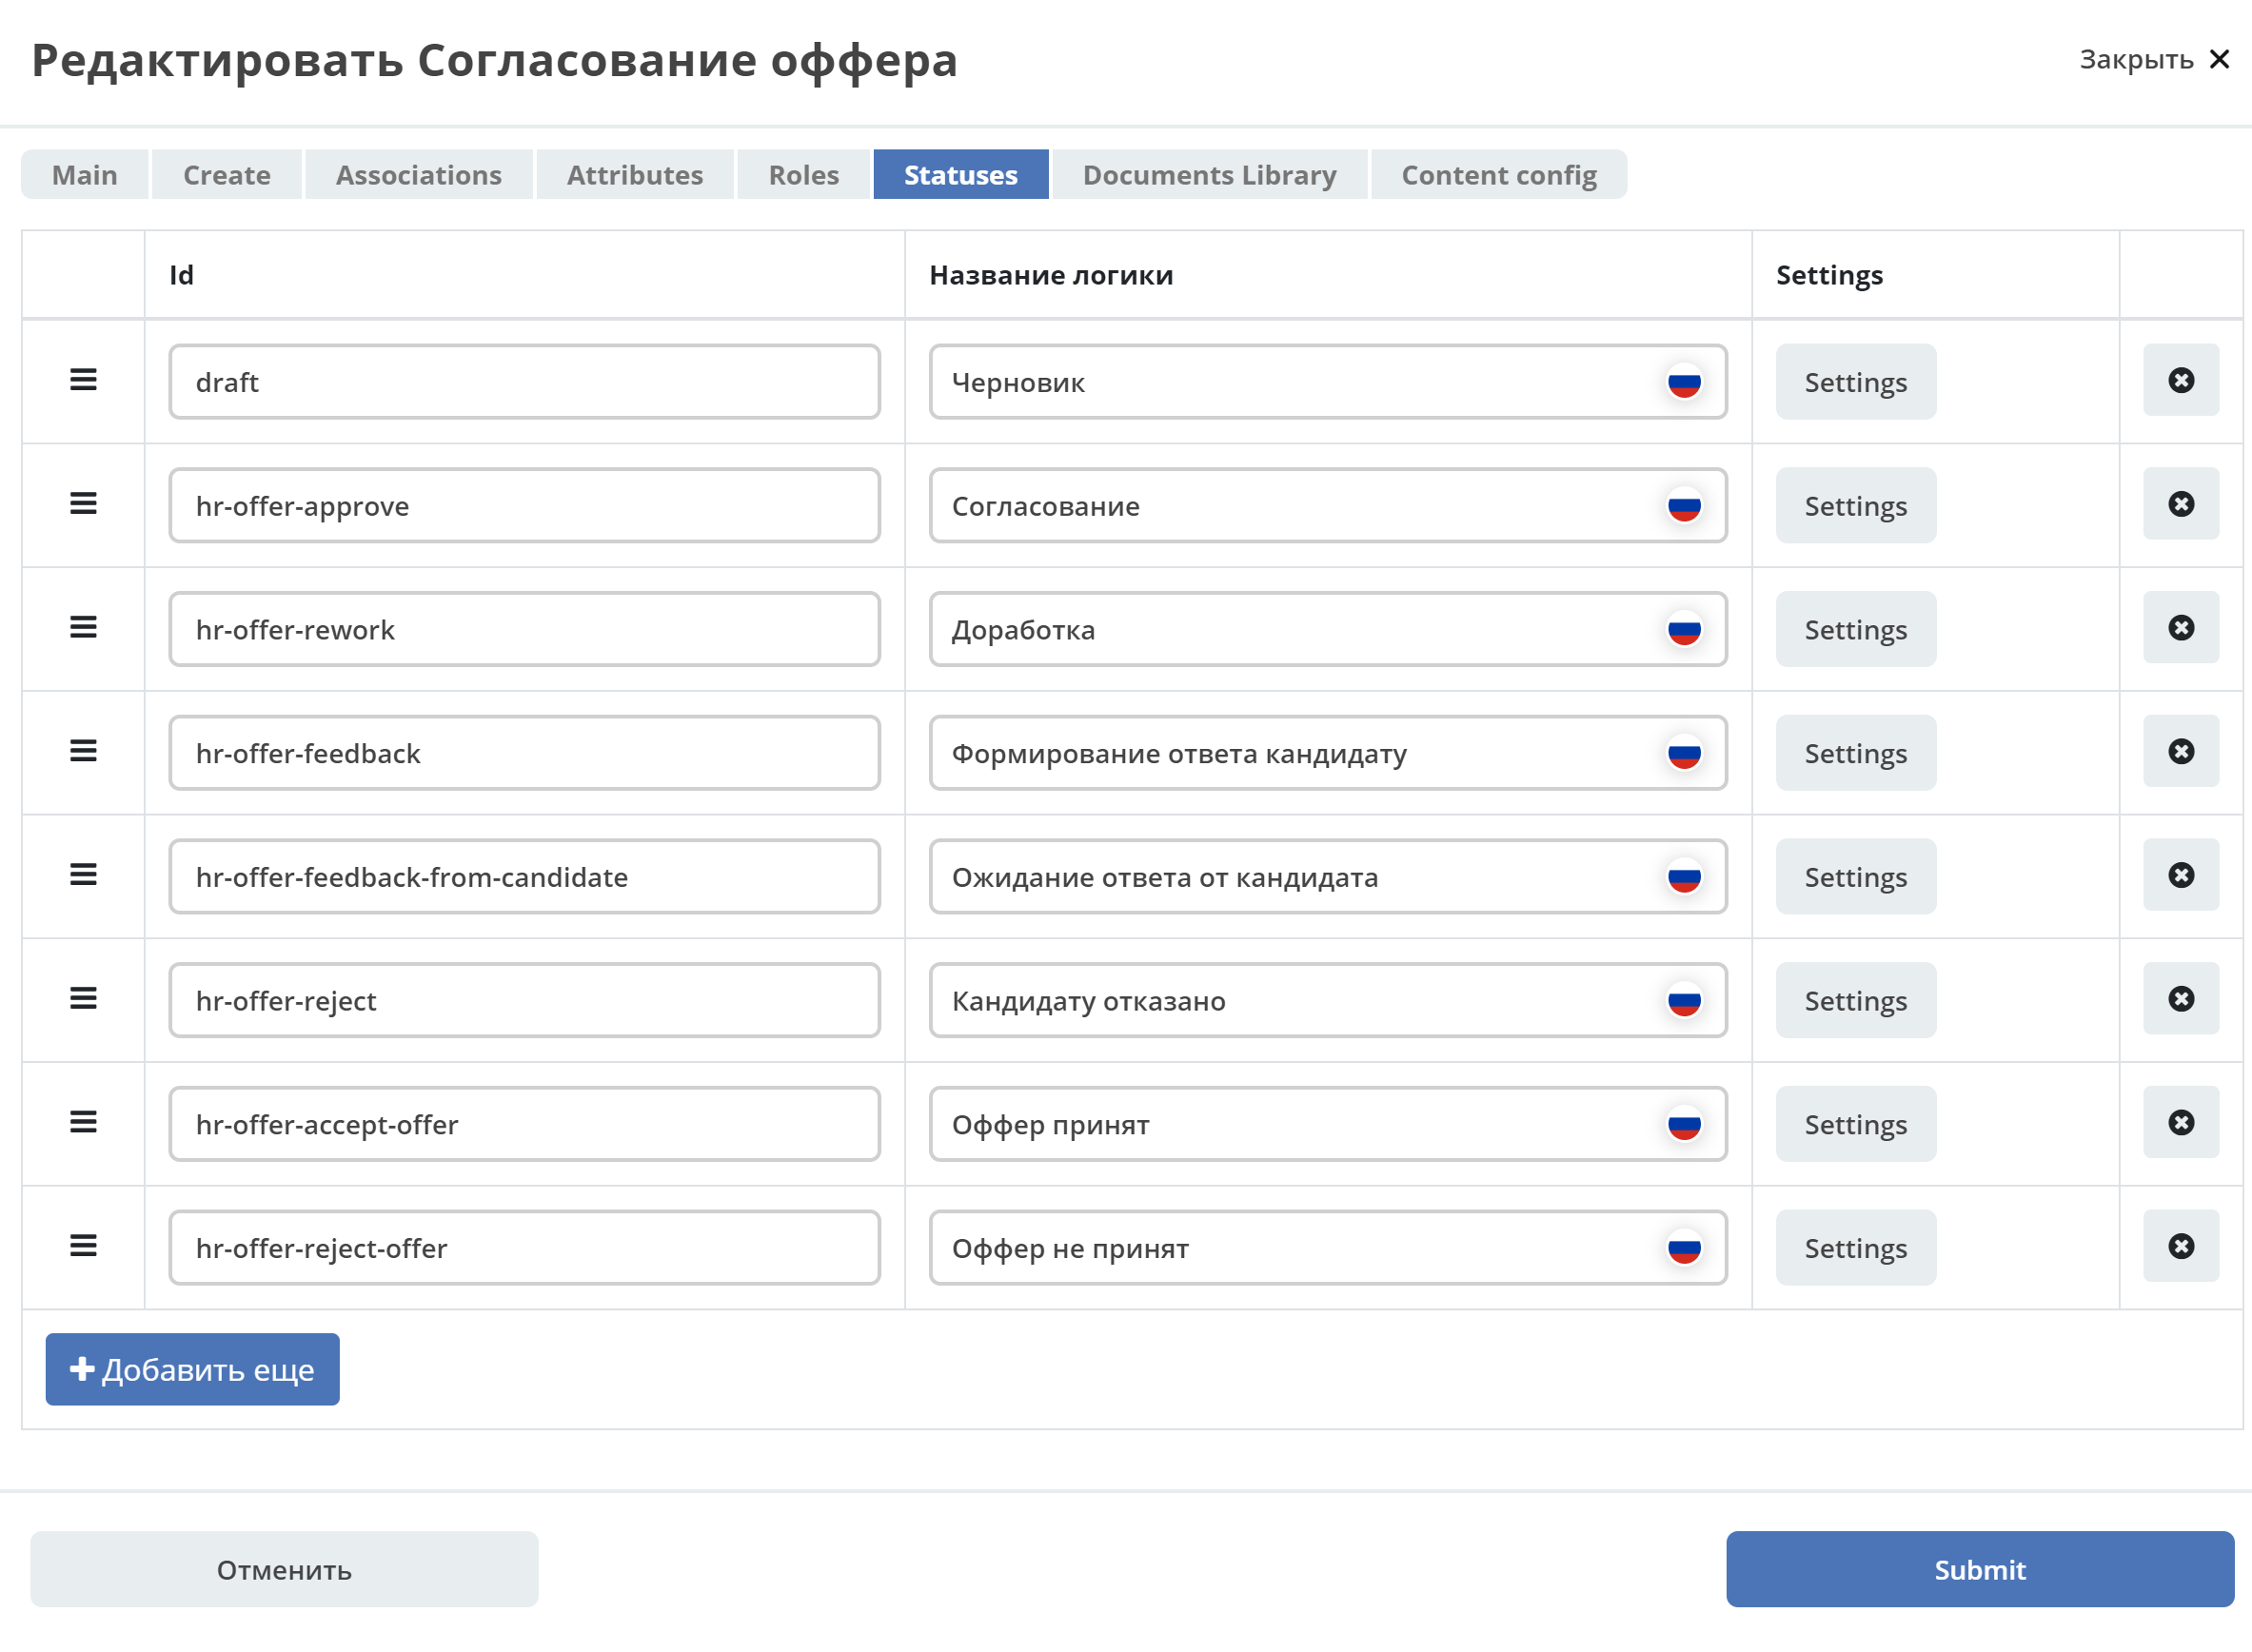 Редактировать Согласование оффера
Закрыть
Main Create Associations Attributes Roles Statuses Documents Library Content config
Id Название логики Settings
draft Черновик Settings
hr-offer-approve Согласование Settings
hr-offer-rework Доработка Settings
hr-offer-feedback Формирование ответа кандидату Settings
hr-offer-feedback-from-candidate Ожидание ответа от кандидата Settings
hr-offer-reject Кандидату отказано Settings
hr-offer-accept-offer Оффер принят Settings
hr-offer-reject-offer Оффер не принят Settings
Добавить еще
Отменить Submit